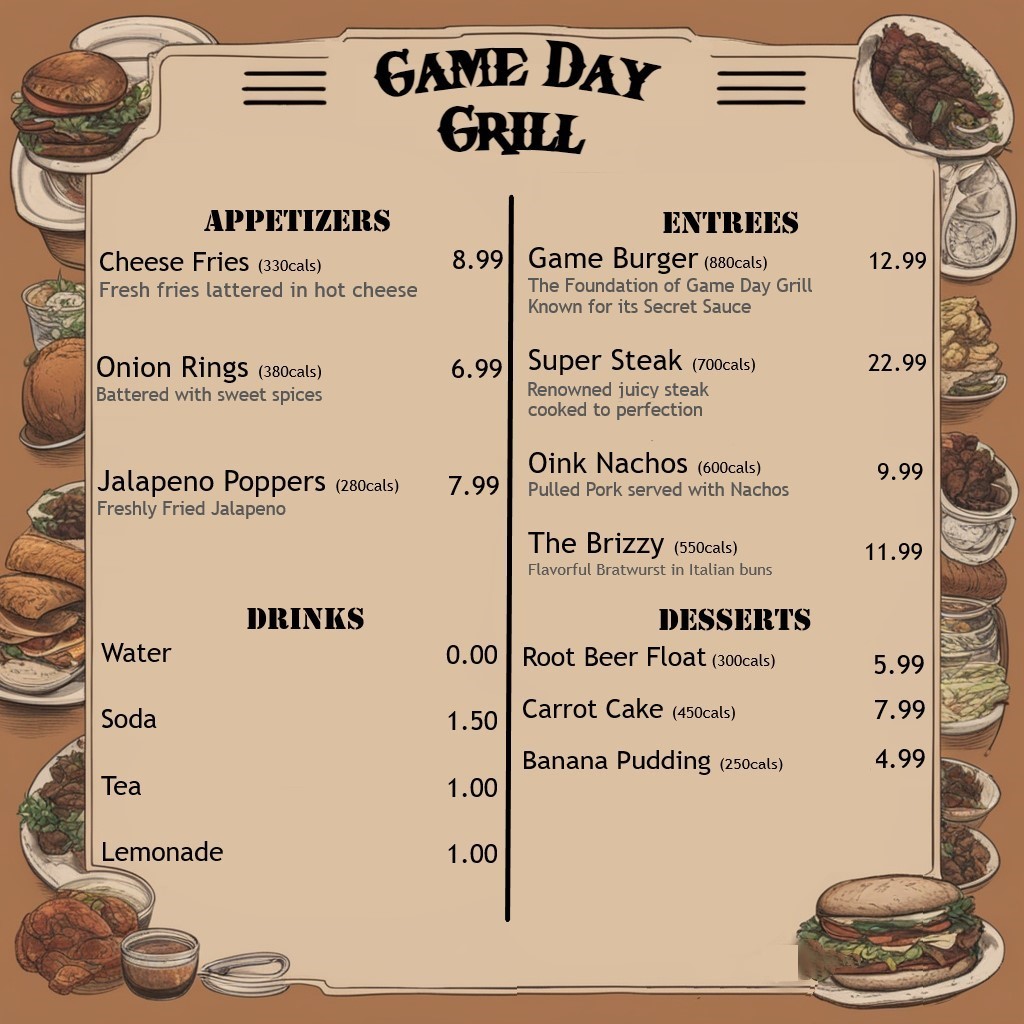 GAME DAY
GRILL
APPETIZERS
Cheese Fries (330cals) 8.99
Fresh fries lattered in hot cheese
Onion Rings (380cals) 6.99
Battered with sweet spices
Jalapeno Poppers (280cals) 7.99
Freshly Fried Jalapeno
DRINKS
Water 0.00
Soda 1.50
Tea 1.00
Lemonade 1.00
ENTREES
Game Burger (880cals) 12.99
The Foundation of Game Day Grill
Known for its Secret Sauce
Super Steak (700cals) 22.99
Renowned juicy steak
cooked to perfection
Oink Nachos (600cals) 9.99
Pulled Pork served with Nachos
The Brizzy (550cals) 11.99
Flavorful Bratwurst in Italian buns
DESSERTS
Root Beer Float (300cals) 5.99
Carrot Cake (450cals) 7.99
Banana Pudding (250cals) 4.99